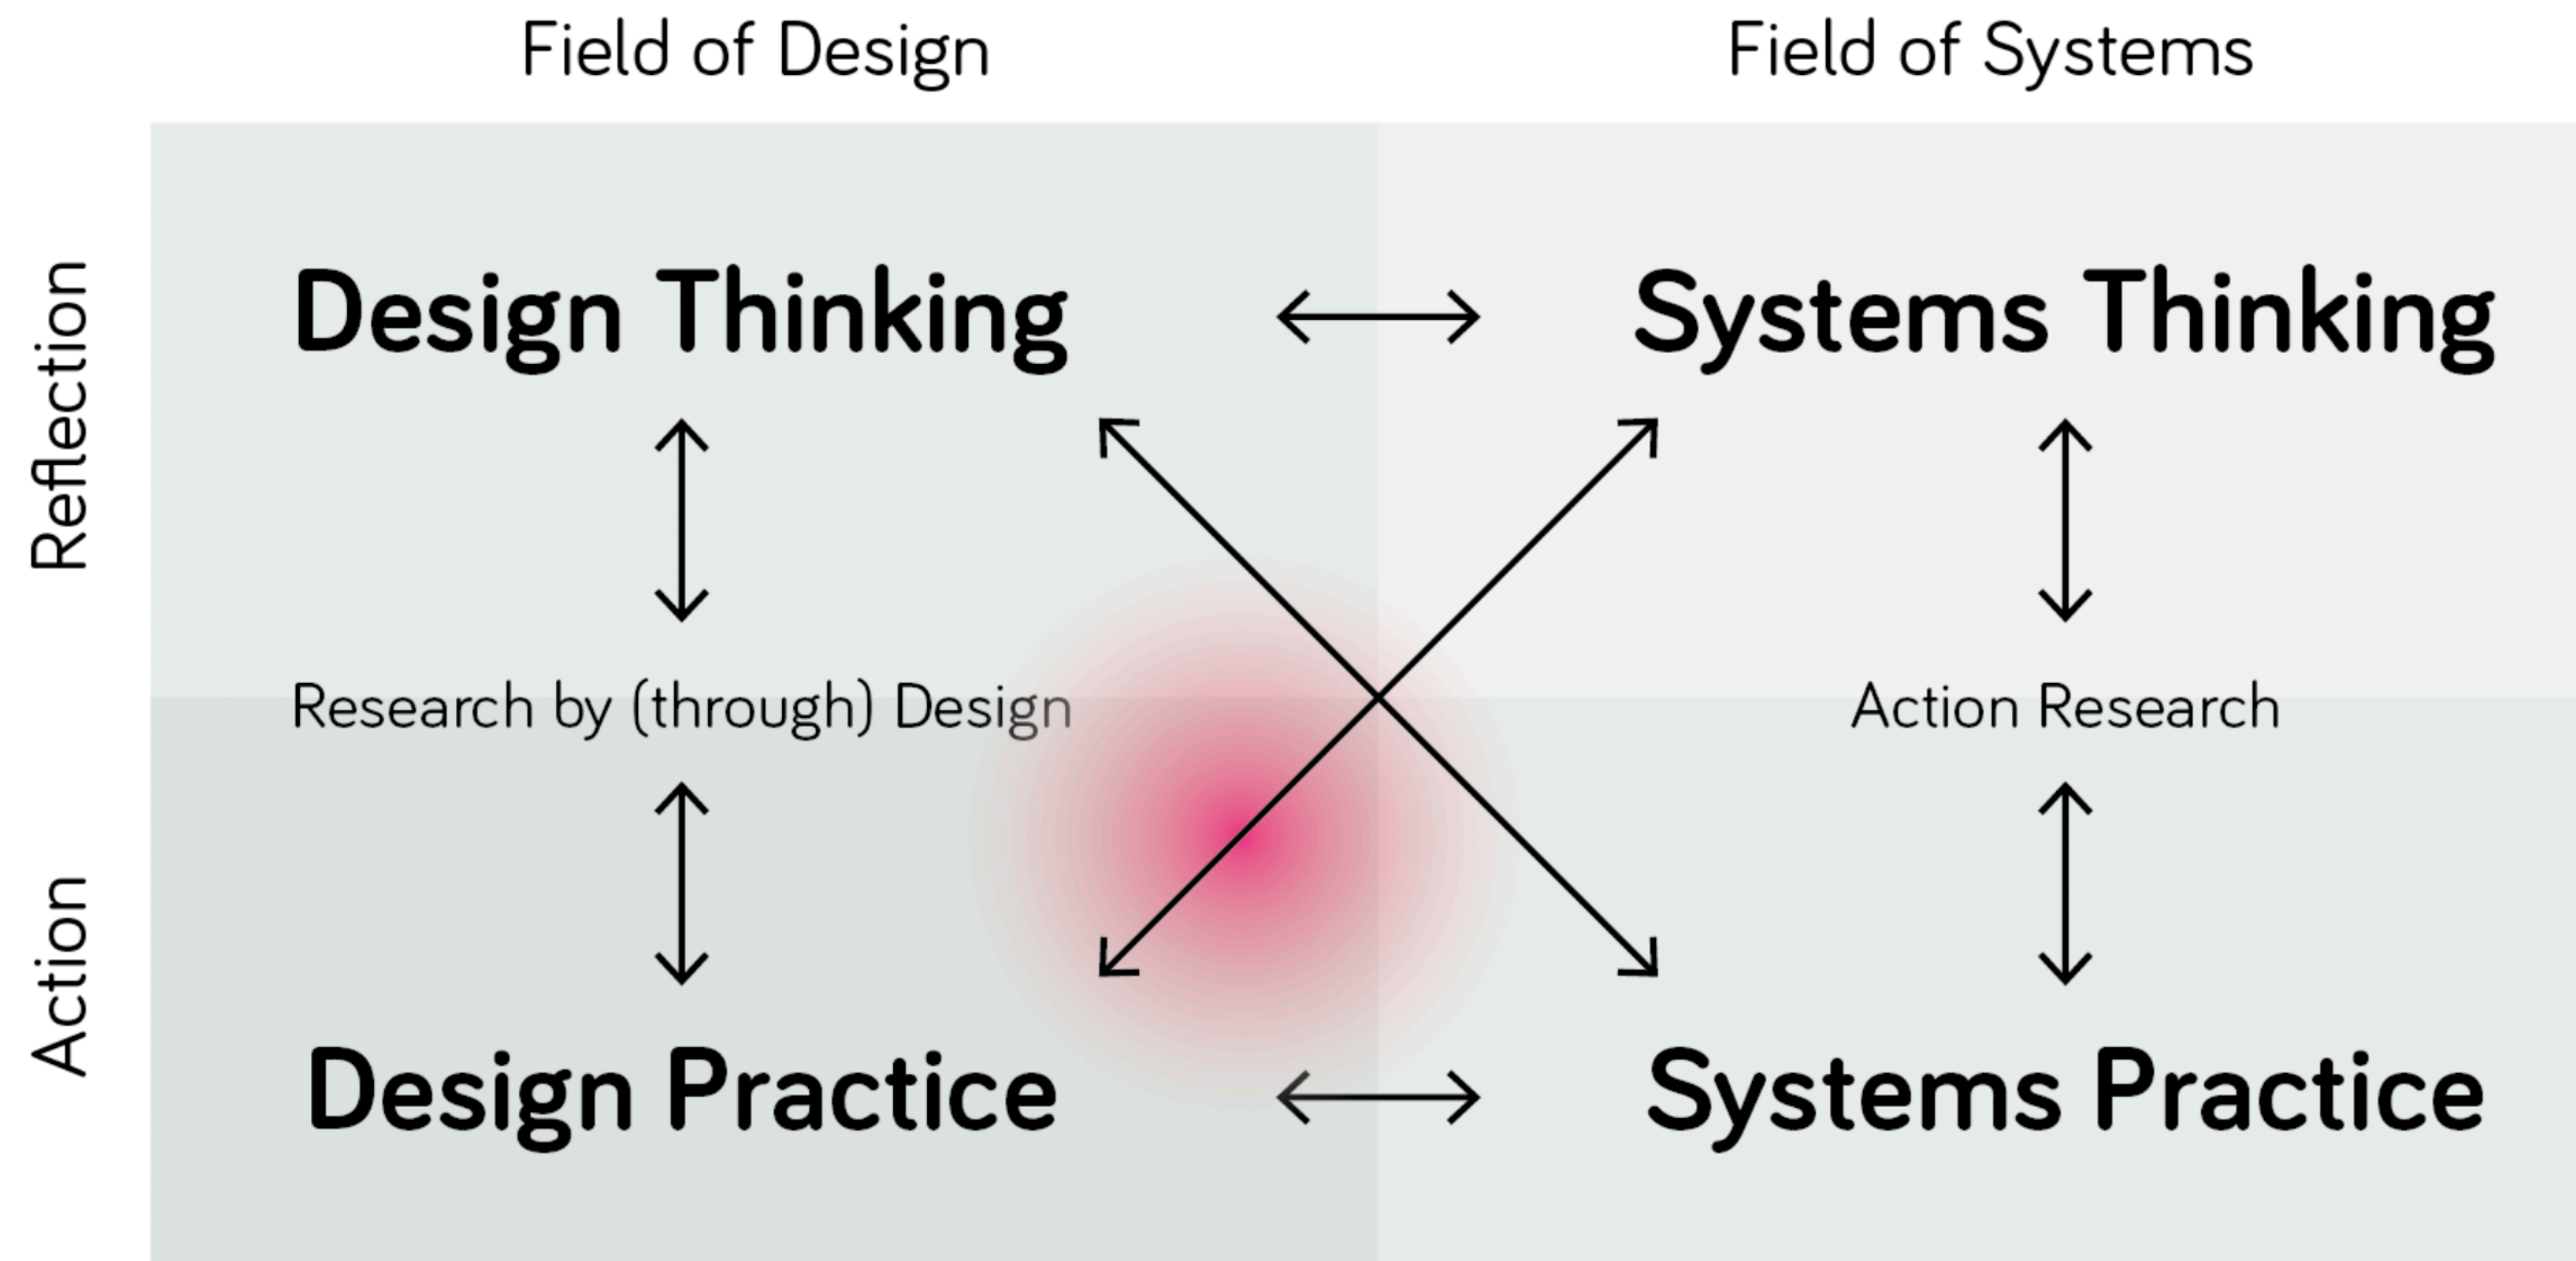 Field of Design
Field of Systems
Reflection
Design Thinking
Systems Thinking
Research by (through) Design
Action Research
Action
Design Practice
Systems Practice